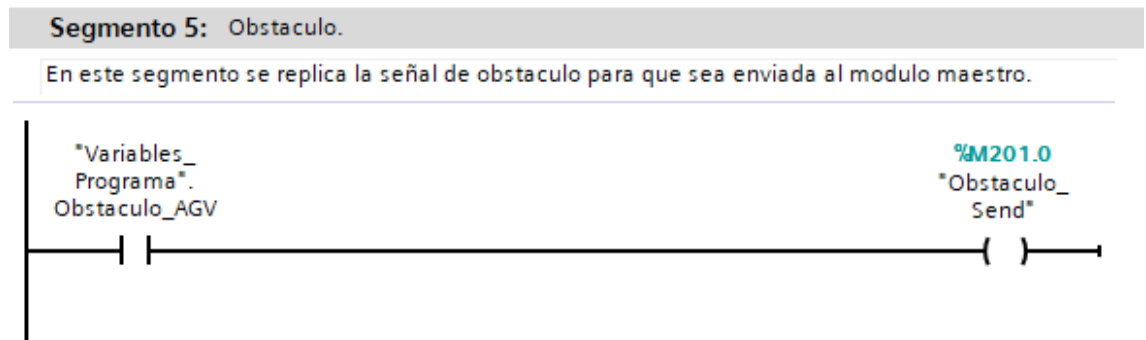 Segmento 5: Obstaculo.
En este segmento se replica la señal de obstaculo para que sea enviada al modulo maestro.
"Variables_
Programa".
Obstaculo_AGV
%M201.0
"Obstaculo_
Send"